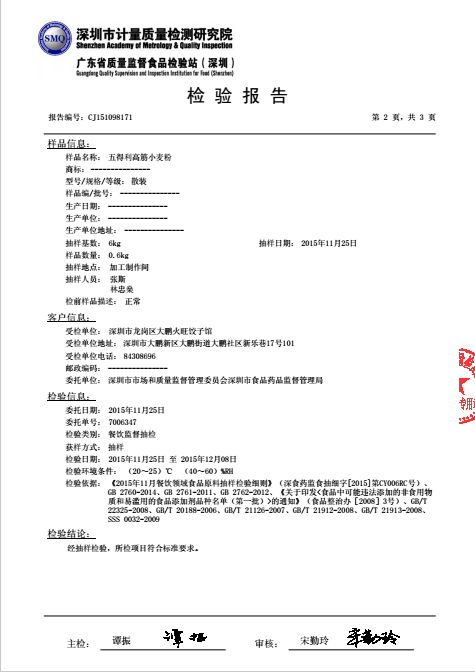 SMQ
深圳市计量质量检测研究院
Shenzhen Academy of Metrology & Quality Inspection
广东省质量监督食品检验站（深圳）
Guangdong Quality Supervision and Inspection Institution for Food (Shenzhen)
检 验 报 告
报告编号：CJ151098171 第 2 页，共 3 页
样品信息：
样品名称： 五得利高筋小麦粉
商标：---------------
型号/规格/等级： 散装
样品编/批号： ---------------
生产日期： ---------------
生产单位： ---------------
生产单位地址： ---------------
抽样基数： 6kg 抽样日期： 2015年11月25日
样品数量： 0.6kg
抽样地点： 加工制作间
抽样人员： 张斯
林忠燊
检前样品描述： 正常
客户信息：
受检单位： 深圳市龙岗区大鹏火旺饺子馆
受检单位地址： 深圳市大鹏新区大鹏街道大鹏社区新乐巷17号101
受检单位电话： 84308696
邮政编码： ---------------
委托单位： 深圳市市场和质量监督管理委员会深圳市食品药品监督管理局
检验信息：
委托日期： 2015年11月25日
委托单号： 7006347
检验类别： 餐饮监督抽检
获样方式： 抽样
检验日期： 2015年11月25日 至 2015年12月08日
检验环境条件： （20～25）℃ （40～60）%RH
检验依据： 《2015年11月餐饮领域食品原料抽样检验细则》（深食药监食抽细字[2015]第CY006RC号）、
GB 2760-2014、GB 2761-2011、GB 2762-2012、《关于印发《食品中可能违法添加的非食用物
质和易滥用的食品添加剂品种名单（第一批）》的通知》（食品整治办［2008］3号）、GB/T
22325-2008、GB/T 20188-2006、GB/T 21126-2007、GB/T 21912-2008、GB/T 21913-2008、
SSS 0032-2009
检验结论：
经抽样检验，所检项目符合标准要求。
专用
主检： 谭振 谭振 审核： 宋勤玲 宋勤玲